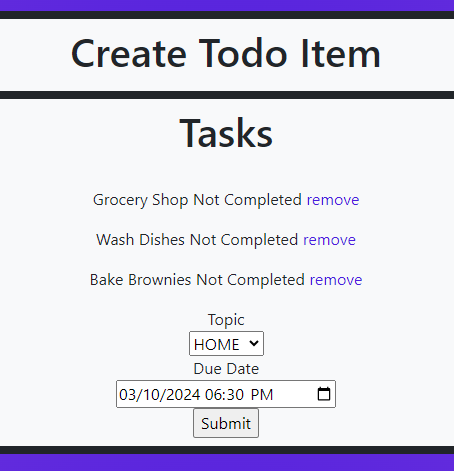 Create Todo Item
Tasks
Grocery Shop Not Completed remove
Wash Dishes Not Completed remove
Bake Brownies Not Completed remove
Topic
HOME
Due Date
03/10/2024 06:30 PM
Submit